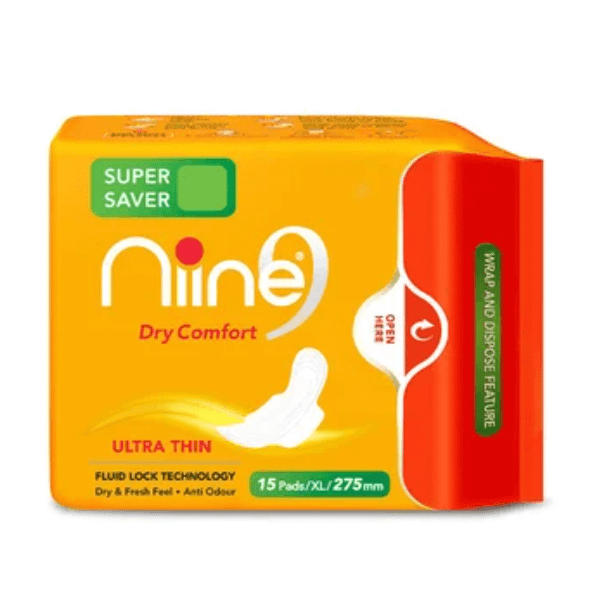 SUPER
SAVER
niine®
9
Dry Comfort
ULTRA THIN
FLUID LOCK TECHNOLOGY
Dry & Fresh Feel • Anti Odour
15 Pads/XL/275mm
OPEN
HERE
WRAP AND DISPOSE FEATURE